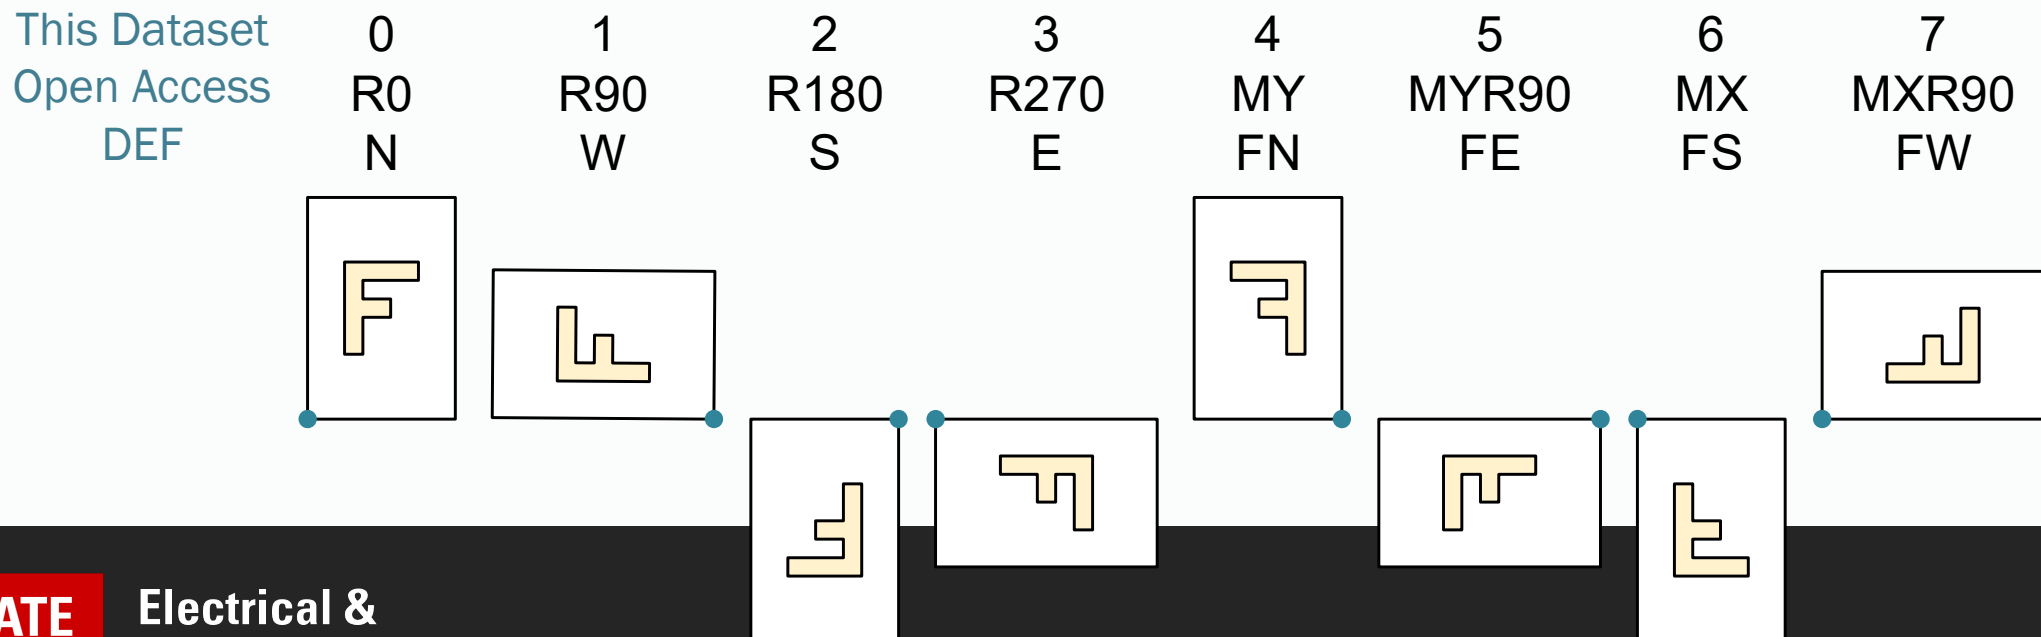 This Dataset 0 1 2 3 4 5 6 7
Open Access R0 R90 R180 R270 MY MYR90 MX MXR90
DEF N W S E FN FE FS FW
F F F F F F F F
ATE Electrical &